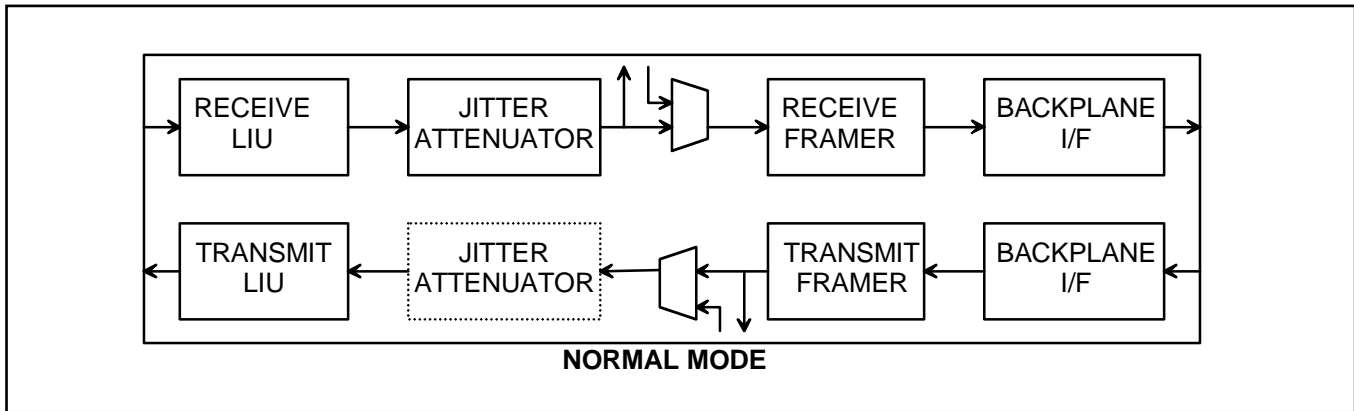 RECEIVE
LIU
JITTER
ATTENUATOR
RECEIVE
FRAMER
BACKPLANE
I/F
TRANSMIT
LIU
JITTER
ATTENUATOR
TRANSMIT
FRAMER
BACKPLANE
I/F
NORMAL MODE